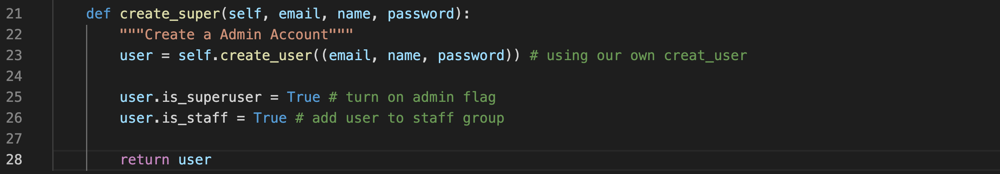 21 def create_super(self, email, name, password):
22 """Create a Admin Account"""
23 user = self.create_user((email, name, password)) # using our own creat_user
24
25 user.is_superuser = True # turn on admin flag
26 user.is_staff = True # add user to staff group
27
28 return user